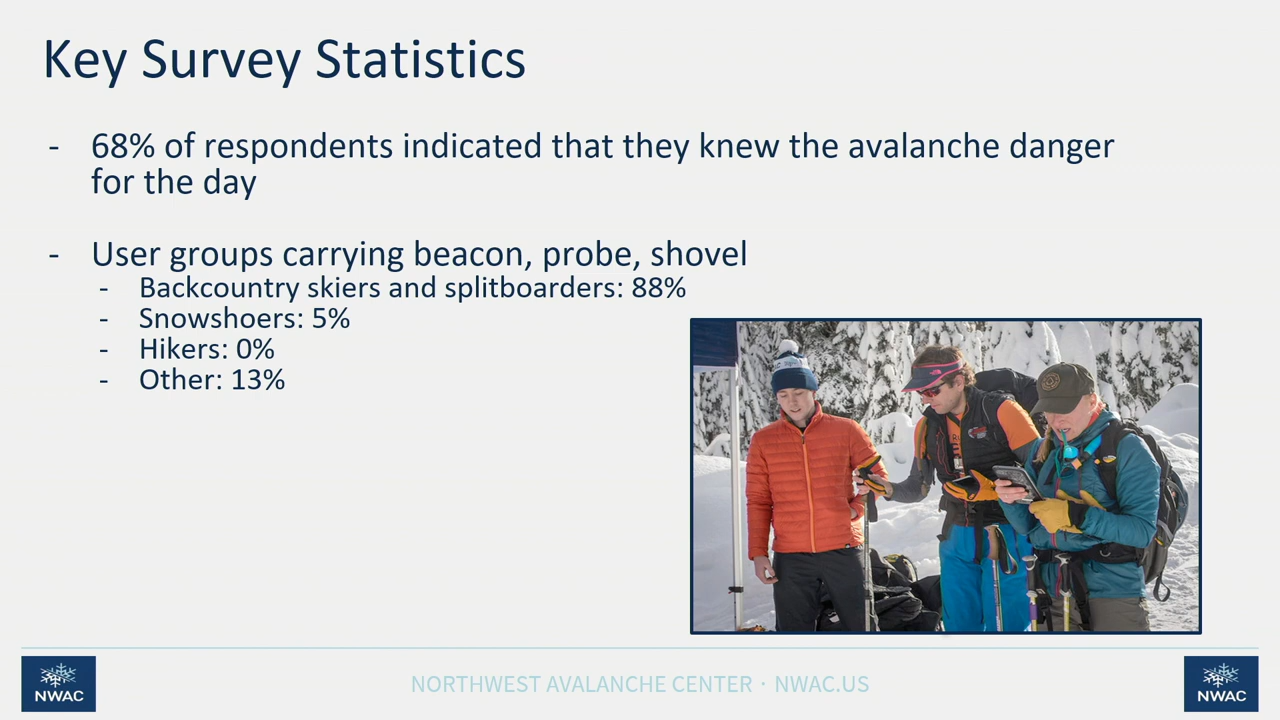 Key Survey Statistics
- 68% of respondents indicated that they knew the avalanche danger
for the day
- User groups carrying beacon, probe, shovel
- Backcountry skiers and splitboarders: 88%
- Snowshoers: 5%
- Hikers: 0%
- Other: 13%
NWAC
NORTHWEST AVALANCHE CENTER · NWAC.US
NWAC